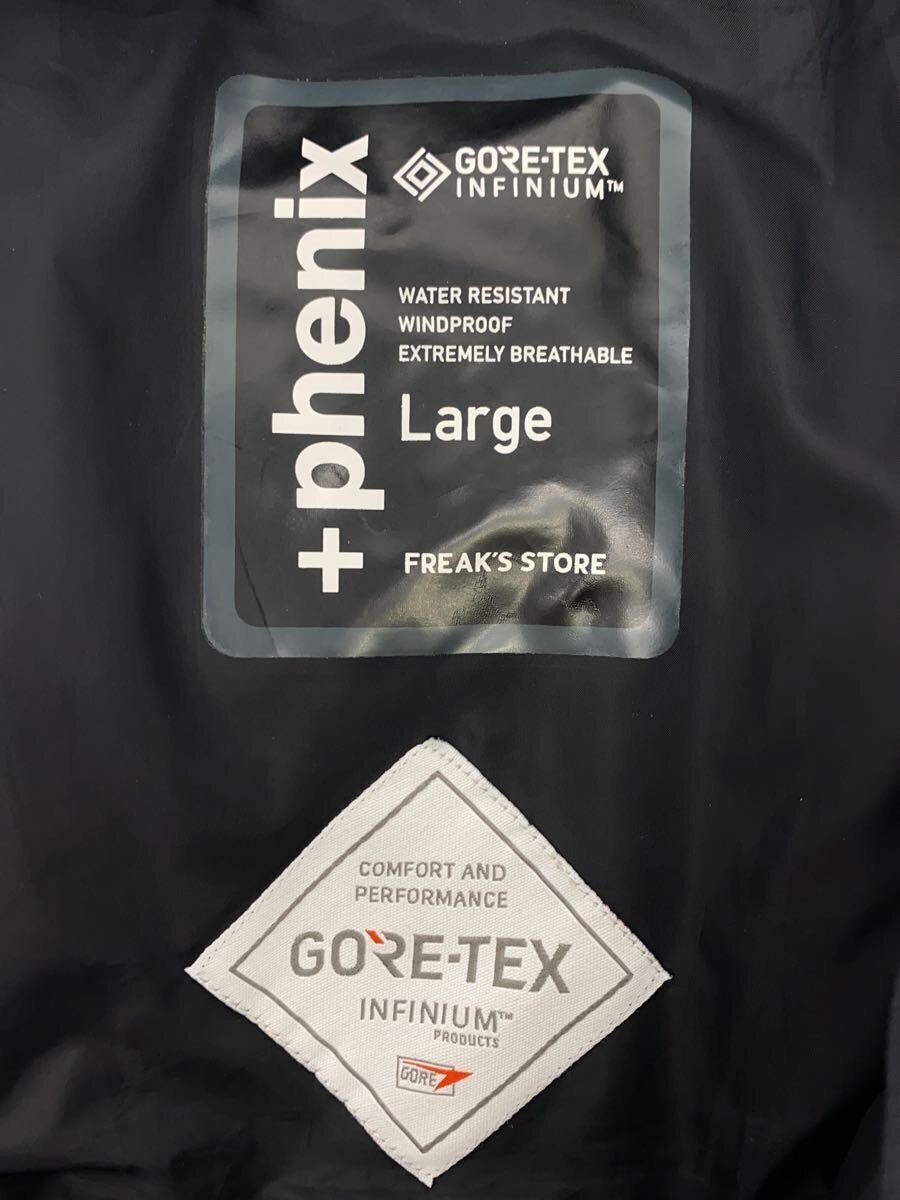 +phenix
GORE-TEX
INFINIUM™
WATER RESISTANT
WINDPROOF
EXTREMELY BREATHABLE
Large
FREAK'S STORE
COMFORT AND
PERFORMANCE
GORE-TEX
INFINIUM™
PRODUCTS
GORE